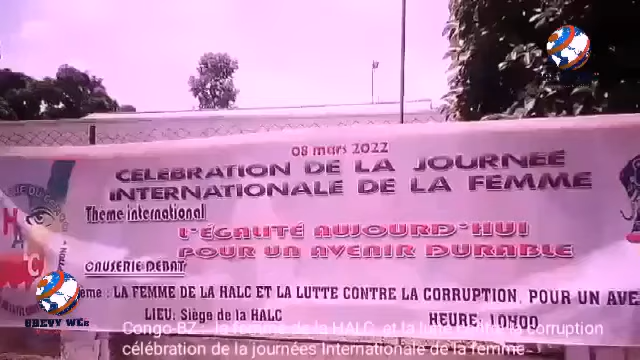 08 mars 2022
CELEBRATION DE LA JOURNÉE
INTERNATIONALE DE LA FEMME
Thème international
L'ÉGALITÉ AUJOURD'HUI
POUR UN AVENIR DURABLE
CAUSERIE DÉBAT
ème : LA FEMME DE LA HALC ET LA LUTTE CONTRE LA CORRUPTION, POUR UN AVE
LIEU: Siège de la HALC
HEURE: 10H00
Congo-BZ : le femme de la HALC et la lutte contre la corruption
célébration de la journées Internationale de la femme